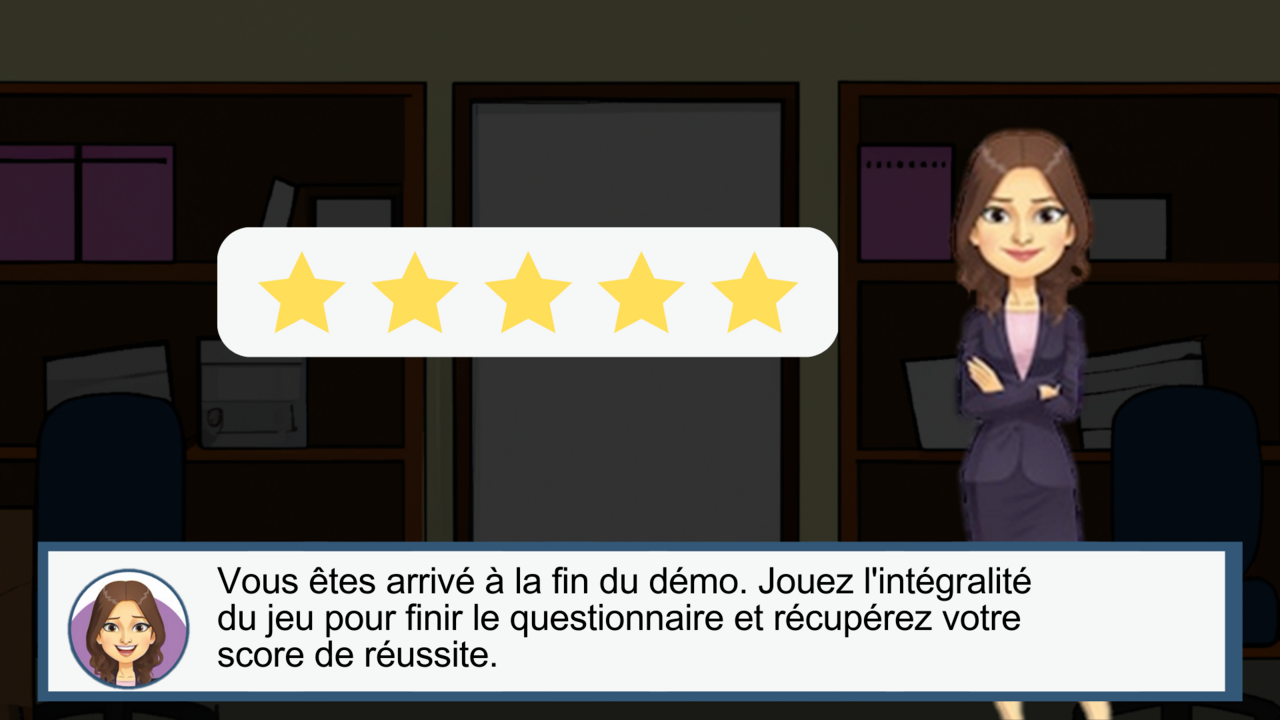 Vous êtes arrivé à la fin du démo. Jouez l'intégralité
du jeu pour finir le questionnaire et récupérez votre
score de réussite.